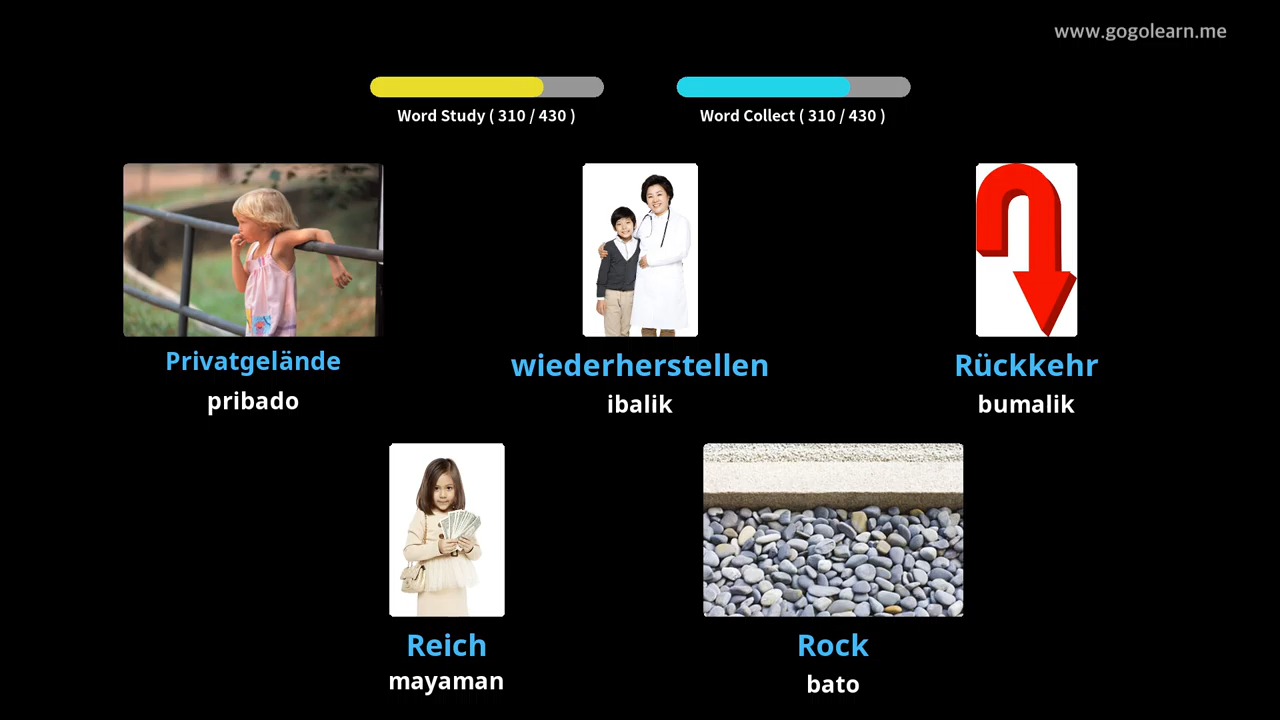 www.gogolearn.me
Word Study ( 310 / 430 )
Word Collect ( 310 / 430 )
Privatgelände
pribado
wiederherstellen
ibalik
Rückkehr
bumalik
Reich
mayaman
Rock
bato